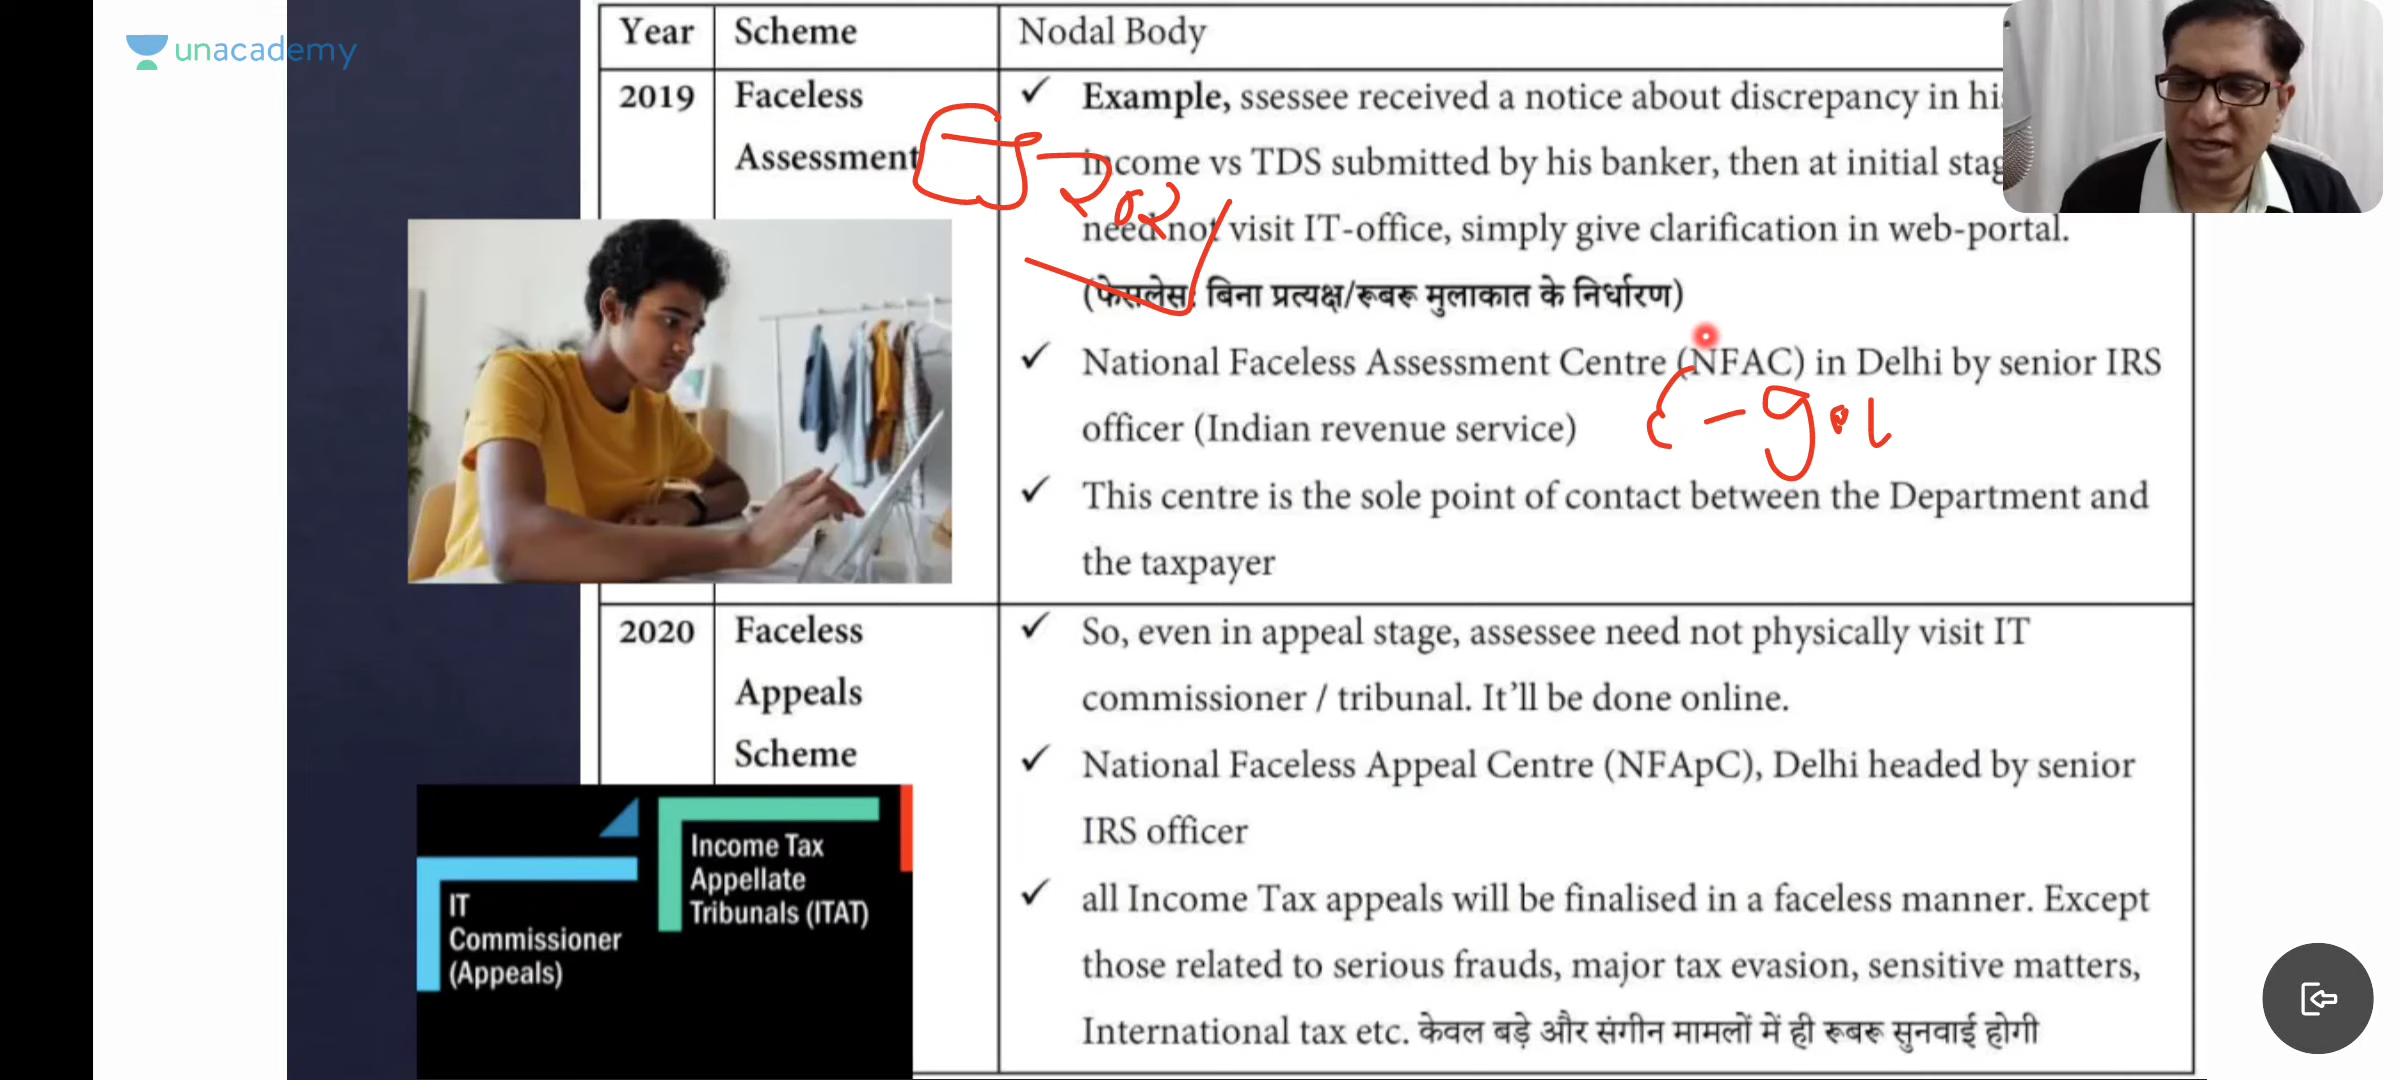 unacademy
Year Scheme Nodal Body
2019 Faceless Assessment
✓ Example, ssessee received a notice about discrepancy in hi
income vs TDS submitted by his banker, then at initial stag
need not visit IT-office, simply give clarification in web-portal.
(फेसलेस: बिना प्रत्यक्ष/रूबरू मुलाकात के निर्धारण)
✓ National Faceless Assessment Centre (NFAC) in Delhi by senior IRS
officer (Indian revenue service)
✓ This centre is the sole point of contact between the Department and
the taxpayer
2020 Faceless
Appeals
Scheme
✓ So, even in appeal stage, assessee need not physically visit IT
commissioner / tribunal. It'll be done online.
✓ National Faceless Appeal Centre (NFApC), Delhi headed by senior
IRS officer
✓ all Income Tax appeals will be finalised in a faceless manner. Except
those related to serious frauds, major tax evasion, sensitive matters,
International tax etc. केवल बड़े और संगीन मामलों में ही रूबरू सुनवाई होगी
IT
Commissioner
(Appeals)
Income Tax
Appellate
Tribunals (ITAT)